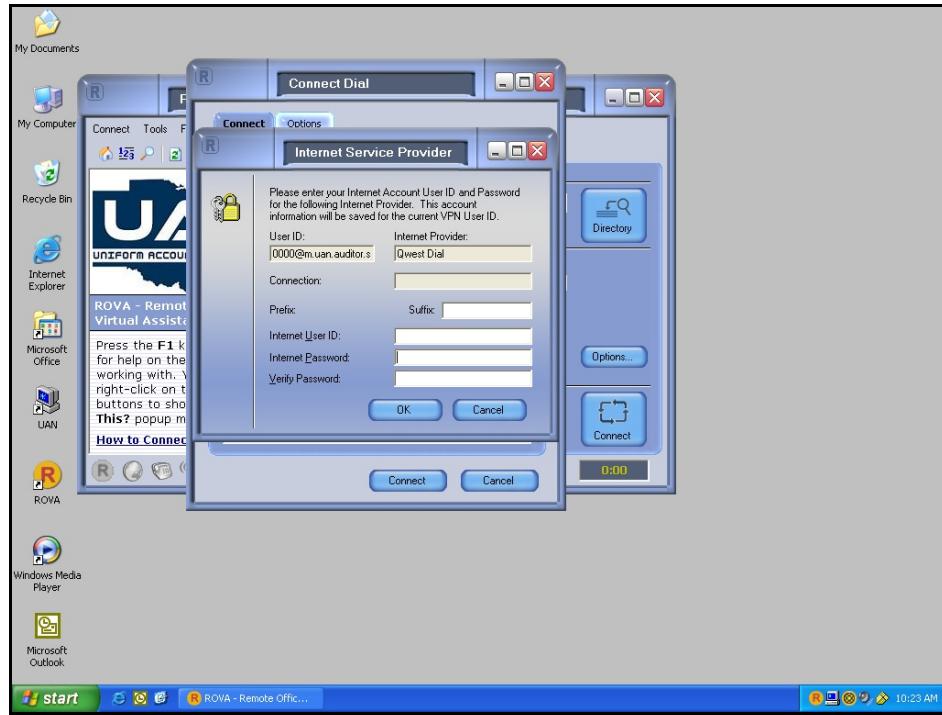 My Documents
My Computer
Recycle Bin
Internet
Explorer
Microsoft
Office
UAN
ROVA
Windows Media
Player
Microsoft
Outlook
R
Connect Tools
UNIFORM ACCOU
ROVA - Remot
Virtual Assist
Press the F1 k
for help on the
working with.
right-click on t
buttons to sho
This? popup m
How to Connec
R
Directory
Options...
Connect
0:00
R
Connect Dial
Connect Options
Connect Cancel
R
Internet Service Provider
Please enter your Internet Account User ID and Password
for the following Internet Provider. This account
information will be saved for the current VPN User ID.
User ID: Internet Provider:
0000@m.uan.auditor.s Qwest Dial
Connection:
Prefix: Suffix:
Internet User ID:
Internet Password:
Verify Password:
OK Cancel
start
R ROVA - Remote Offic...
R 10:23 AM